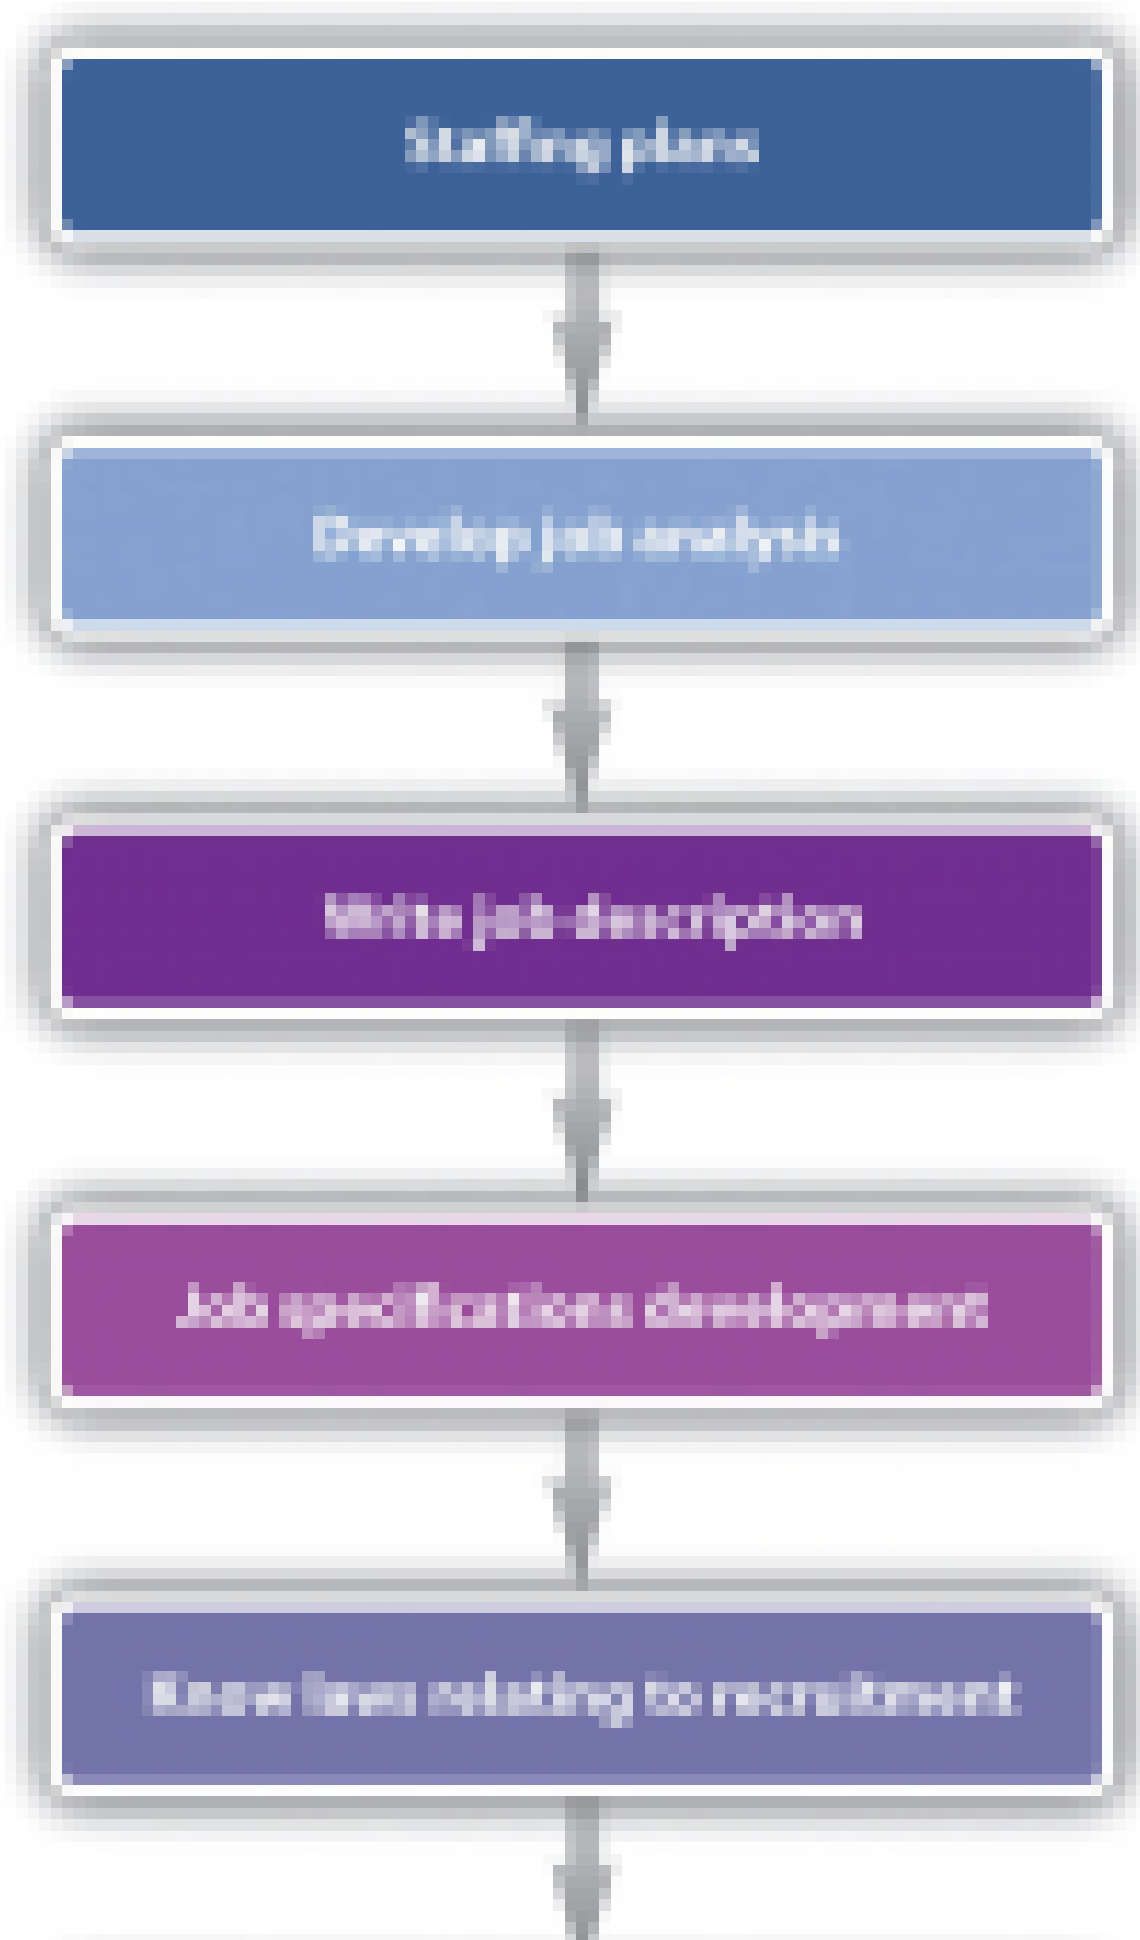 Staffing plans
Develop job analysis
Write job description
Job specifications development
Know laws relating to recruitment